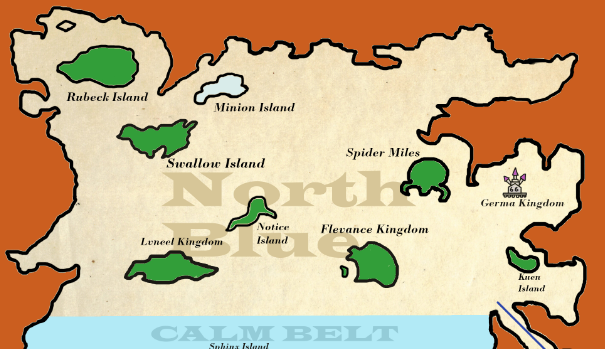 Rubeck Island
Minion Island
Swallow Island
Spider Miles
North
Blue
66
Germa Kingdom
Notice
Island
Lvneel Kingdom
Flevance Kingdom
Kuen
Island
CALM BELT
Sphinx Island